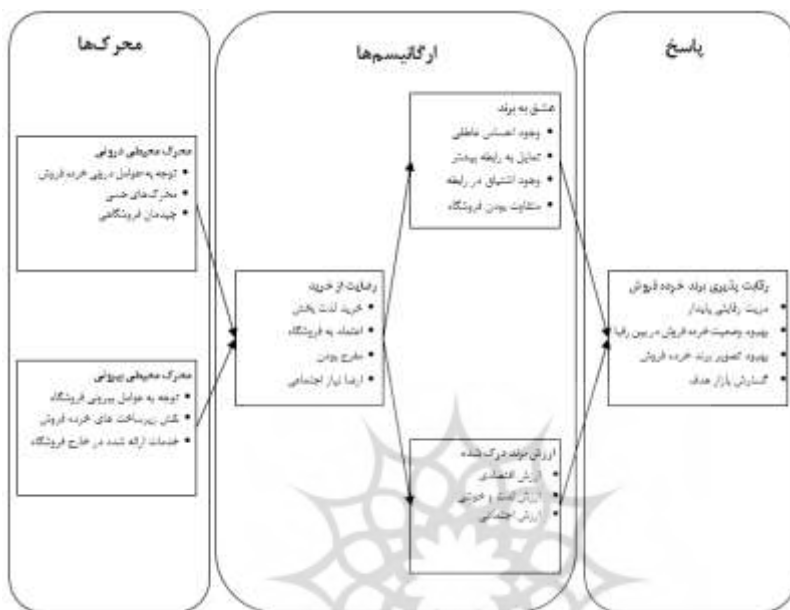 محرک‌ها
محرک محیطی درونی
• توجه به عوامل درونی خرده فروش
• محرک‌های حسی
• چیدمان فروشگاهی
محرک محیطی بیرونی
• توجه به عوامل بیرونی فروشگاه
• نقش زیرساخت های خرده فروش
• خدمات ارائه شده در خارج فروشگاه
ارگانیسم‌ها
رضایت از خرید
• خرید لذت بخش
• اعتماد به فروشگاه
• مفرح بودن
• ارضا نیاز اجتماعی
عشق به برند
• وجود احساس عاطفی
• تمایل به رابطه بیشتر
• وجود اشتیاق در رابطه
• متفاوت بودن فروشگاه
ارزش برند درک شده
• ارزش اقتصادی
• ارزش لذت و خوشی
• ارزش اجتماعی
پاسخ
رقابت پذیری برند خرده فروش
• مزیت رقابتی پایدار
• بهبود وضعیت خرده فروش در بین رقبا
• بهبود تصویر برند خرده فروش
• گسترش بازار هدف